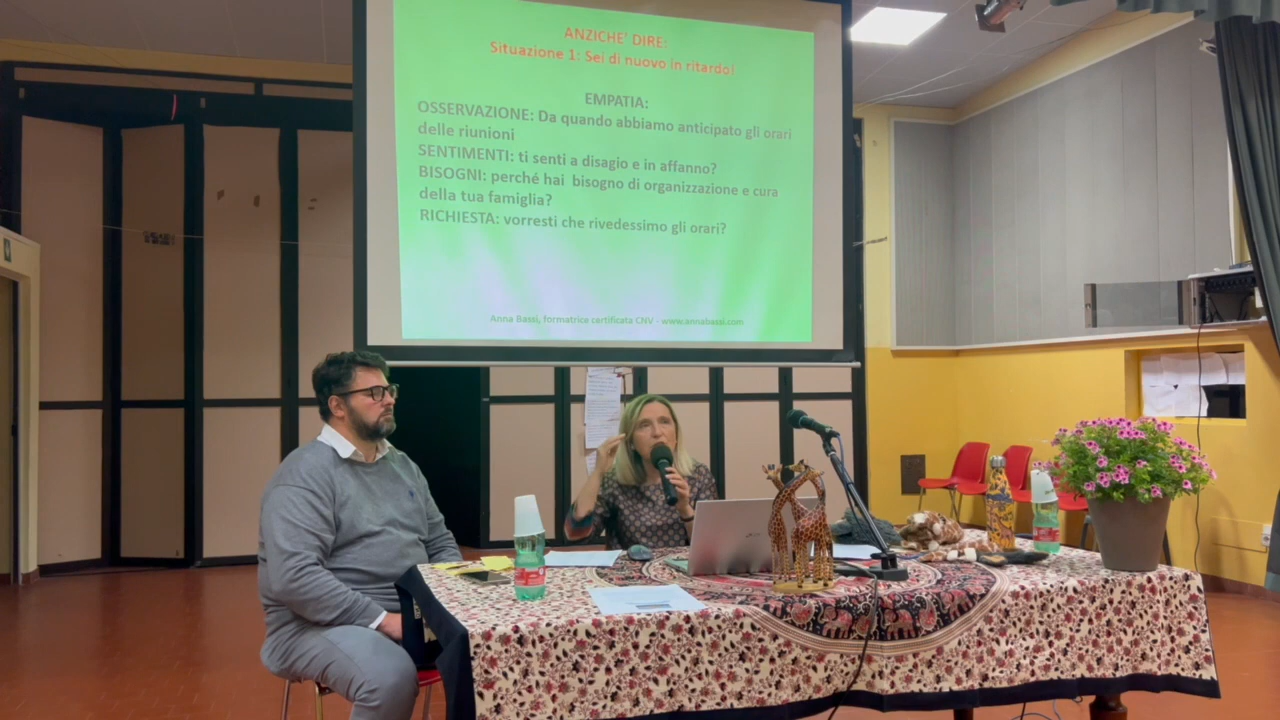 ANZICHE' DIRE:
Situazione 1: Sei di nuovo in ritardo!
EMPATIA:
OSSERVAZIONE: Da quando abbiamo anticipato gli orari
delle riunioni
SENTIMENTI: ti senti a disagio e in affanno?
BISOGNI: perché hai  bisogno di organizzazione e cura
della tua famiglia?
RICHIESTA: vorresti che rivedessimo gli orari?
Anna Bassi, formatrice certificata CNV - www.annabassi.com